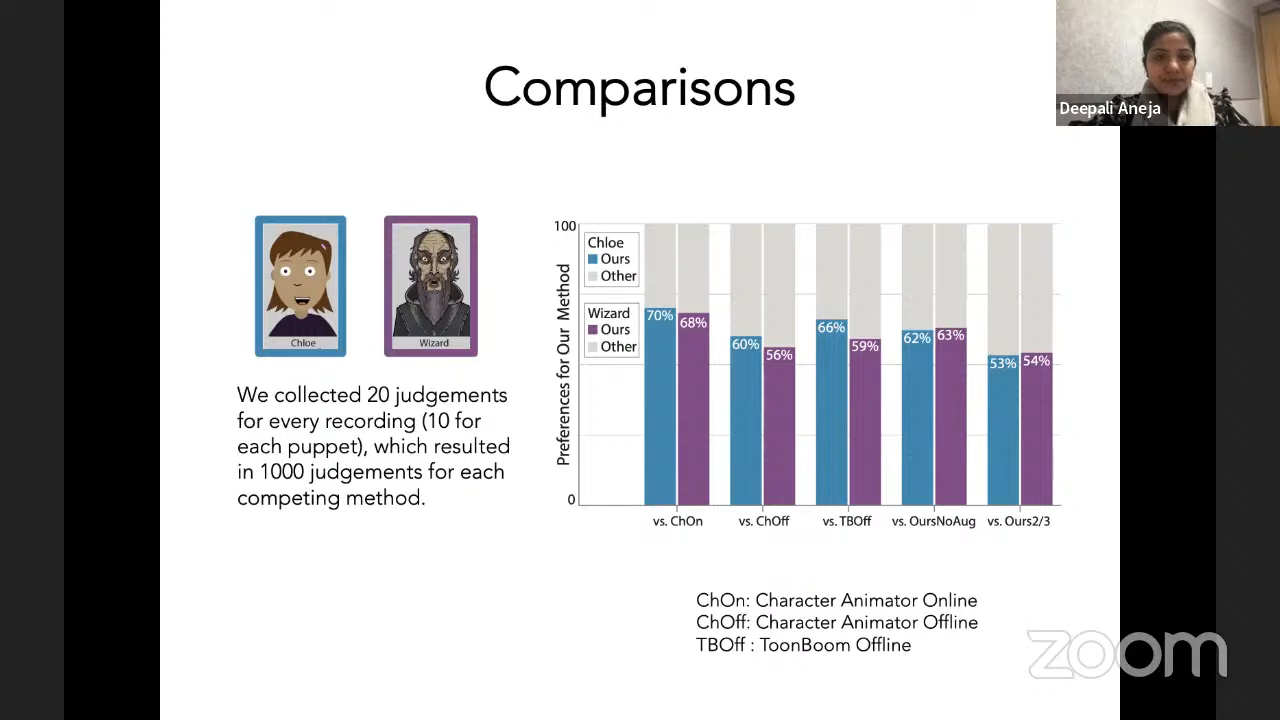 Comparisons
Deepali Aneja
Chloe
Wizard
We collected 20 judgements
for every recording (10 for
each puppet), which resulted
in 1000 judgements for each
competing method.
Preferences for Our Method
100
0
Chloe
Ours
Other
Wizard
Ours
Other
70%
68%
60%
56%
66%
59%
62%
63%
53%
54%
vs. ChOn
vs. ChOff
vs. TBOff
vs. OursNoAug
vs. Ours2/3
ChOn: Character Animator Online
ChOff: Character Animator Offline
TBOff : ToonBoom Offline
zoom